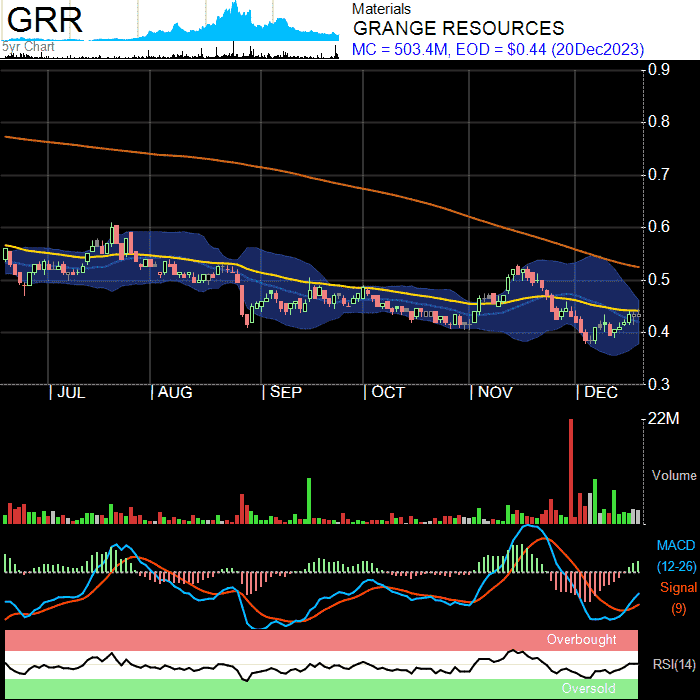 GRR
5yr Chart
Materials
GRANGE RESOURCES
MC = 503.4M, EOD = $0.44 (20Dec2023)
0.9
0.8
0.7
0.6
0.5
0.4
0.3
| JUL | AUG | SEP | OCT | NOV | DEC
22M
Volume
MACD
(12-26)
Signal
(9)
Overbought
RSI(14)
Oversold